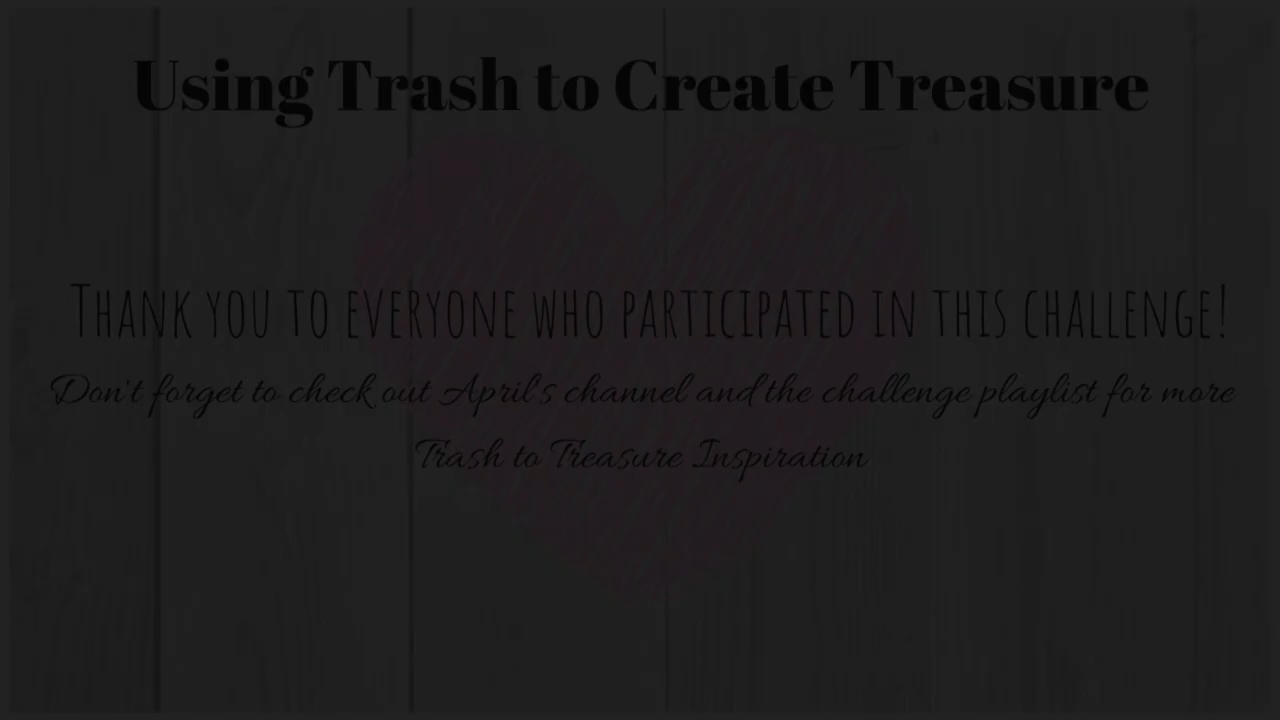 Using Trash to Create Treasure
Thank you to everyone who participated in this challenge!
Don't forget to check out April's channel and the challenge playlist for more
Trash to Treasure Inspiration